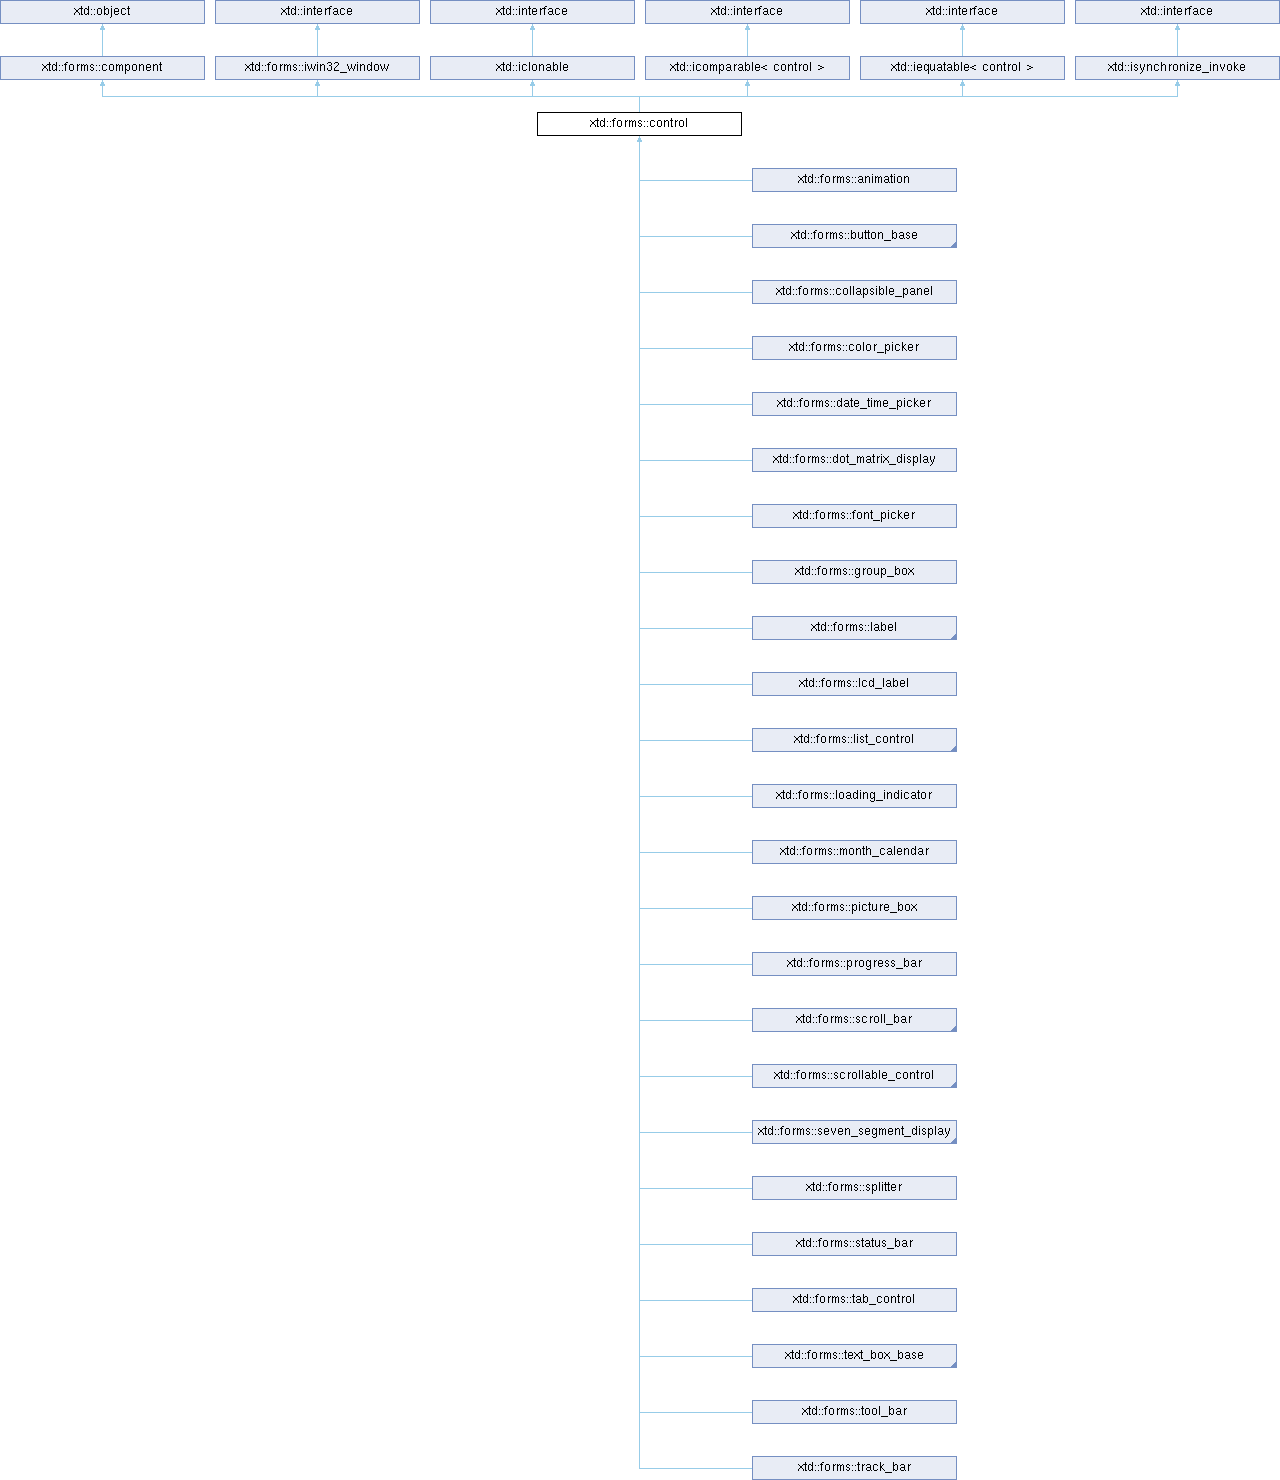 xtd::object
xtd::interface
xtd::interface
xtd::interface
xtd::interface
xtd::interface
xtd::forms::component
xtd::forms::iwin32_window
xtd::iclonable
xtd::icomparable< control >
xtd::iequatable< control >
xtd::isynchronize_invoke
xtd::forms::control
xtd::forms::animation
xtd::forms::button_base
xtd::forms::collapsible_panel
xtd::forms::color_picker
xtd::forms::date_time_picker
xtd::forms::dot_matrix_display
xtd::forms::font_picker
xtd::forms::group_box
xtd::forms::label
xtd::forms::lcd_label
xtd::forms::list_control
xtd::forms::loading_indicator
xtd::forms::month_calendar
xtd::forms::picture_box
xtd::forms::progress_bar
xtd::forms::scroll_bar
xtd::forms::scrollable_control
xtd::forms::seven_segment_display
xtd::forms::splitter
xtd::forms::status_bar
xtd::forms::tab_control
xtd::forms::text_box_base
xtd::forms::tool_bar
xtd::forms::track_bar